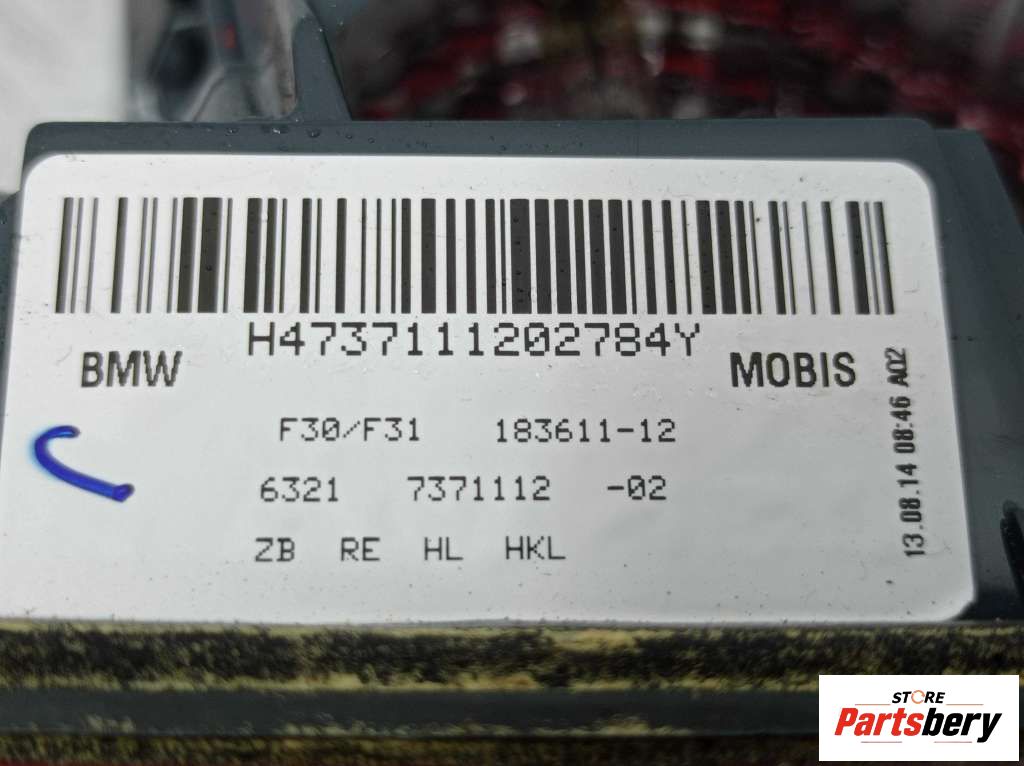 H4737111202784Y
BMW
MOBIS
F30/F31 183611-12
6321 7371112 -02
ZB RE HL HKL
13.08.14 08:46 A02
STORE
Partsbery